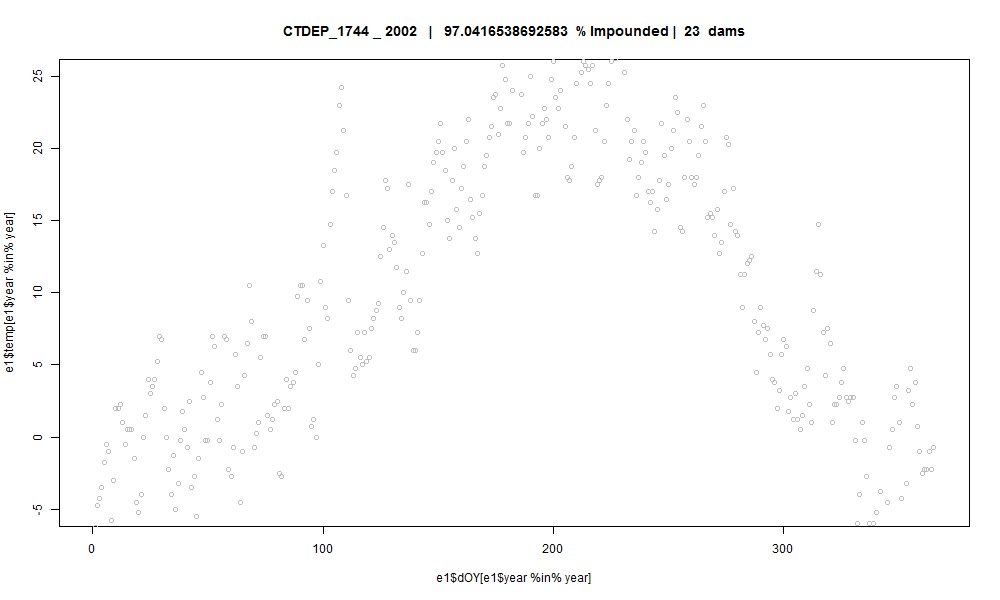 CTDEP_1744 _ 2002 | 97.0416538692583 % Impounded | 23 dams
e1$temp[e1$year %in% year]
25
20
15
10
5
0
-5
0 100 200 300
e1$dOY[e1$year %in% year]